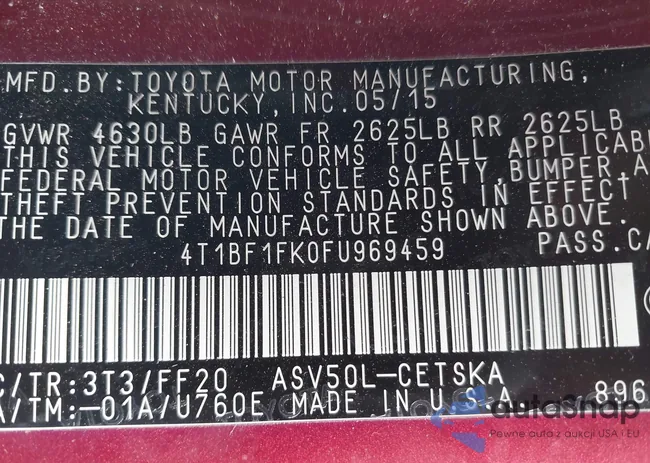 MFD. BY: TOYOTA MOTOR MANUFACTURING,
KENTUCKY, INC. 05/15
GVWR 4630LB GAWR FR 2625LB RR 2625LB
THIS VEHICLE CONFORMS TO ALL APPLICABL
FEDERAL MOTOR VEHICLE SAFETY, BUMPER, A
THEFT PREVENTION STANDARDS IN EFFECT
THE DATE OF MANUFACTURE SHOWN ABOVE.
4T1BF1FK0FU969459 PASS.CA
C/TR:3T3/FF20 ASV50L-CETSKA
A/TM:-01A/U760E MADE IN U.S.A. 896
autoSnap
Pewne auta z aukcji USA i EU